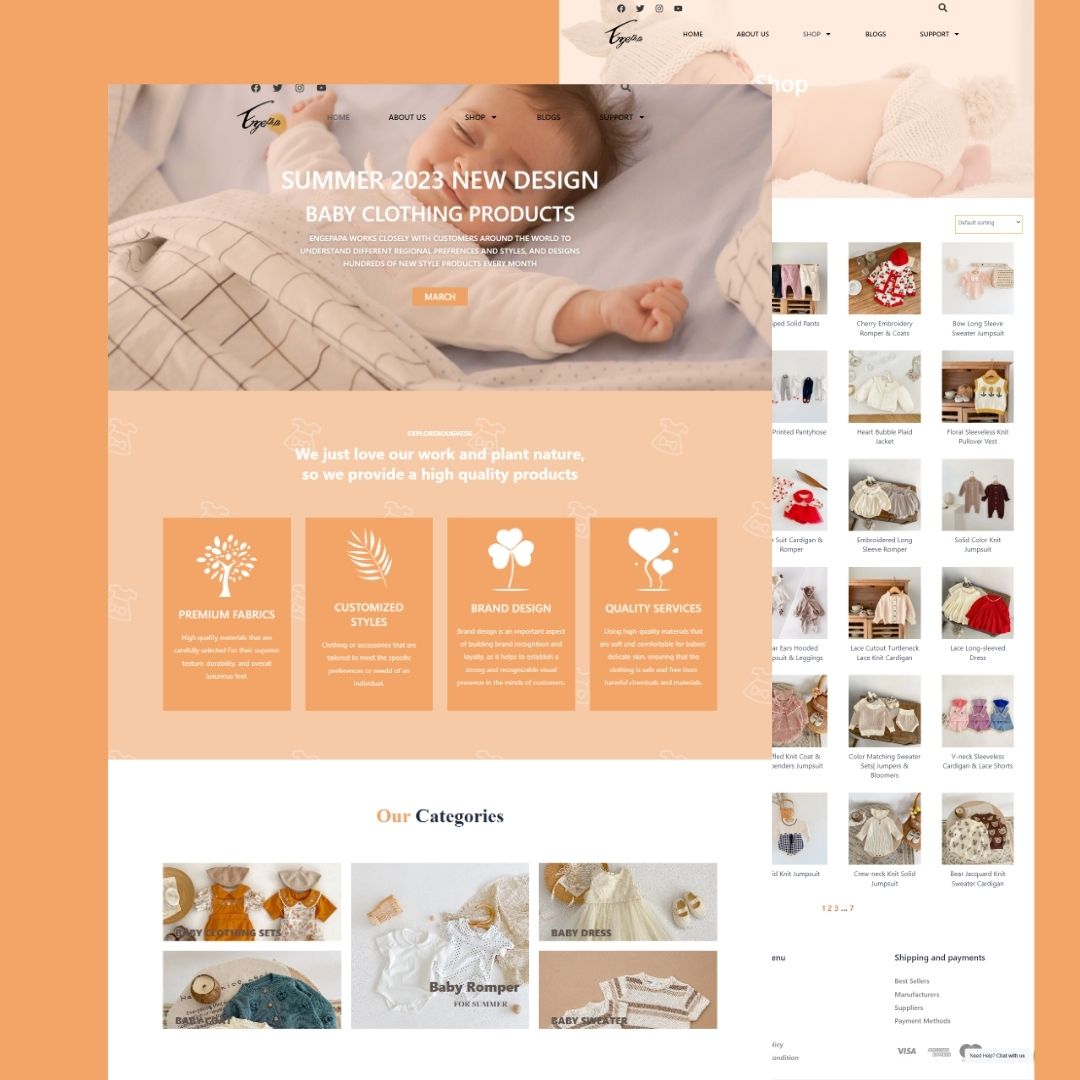 Engepapa
HOME
ABOUT US
SHOP
BLOGS
SUPPORT
Shop
Engepapa
HOME
ABOUT US
SHOP
BLOGS
SUPPORT
SUMMER 2023 NEW DESIGN
BABY CLOTHING PRODUCTS
ENGEPAPA WORKS CLOSELY WITH CUSTOMERS AROUND THE WORLD TO
UNDERSTAND DIFFERENT REGIONAL PREFRENCES AND STYLES, AND DESIGNS
HUNDREDS OF NEW STYLE PRODUCTS EVERY MONTH
MARCH
EXPLOREBOUGVESG
We just love our work and plant nature,
so we provide a high quality products
PREMIUM FABRICS
High quality materials that are
carefully selected For their superior
texture, durability, and overall
luxurious feel.
CUSTOMIZED
STYLES
Clothing or accessories that are
tailored to meet the specific
preferences or needd of an
individual.
BRAND DESIGN
Brand design is an important aspect
of building brand recognition and
loyalty, as it helps to establish a
strong and recognizable visual
presence in the minds of customers.
QUALITY SERVICES
Using high-quality materials that
are soft and comfortable for babies'
delicate skin, ensuring that the
clothing is safe and free from
harmful chemicals and materials.
Our Categories
BABY CLOTHING SETS
BABY COAT
Baby Romper
FOR SUMMER
BABY DRESS
BABY SWEATER
Default sorting
ped Solid Pants
Cherry Embroidery
Romper & Coats
Bow Long Sleeve
Sweater Jumpsuit
Printed Pantyhose
Heart Bubble Plaid
Jacket
Floral Sleeveless Knit
Pullover Vest
Suit Cardigan &
Romper
Embroidered Long
Sleeve Romper
Solid Color Knit
Jumpsuit
ar Ears Hooded
psuit & Leggings
Lace Cutout Turtleneck
Lace Knit Cardigan
Lace Long-sleeved
Dress
ffled Knit Coat &
penders Jumpsuit
Color Matching Sweater
Sets| Jumpers &
Bloomers
V-neck Sleeveless
Cardigan & Lace Shorts
id Knit Jumpsuit
Crew-neck Knit Solid
Jumpsuit
Bear Jacquard Knit
Sweater Cardigan
1 2 3 ... 7
enu
Shipping and payments
Best Sellers
Manufacturers
Suppliers
Payment Methods
licy
ondition
VISA
Need Help? Chat with us